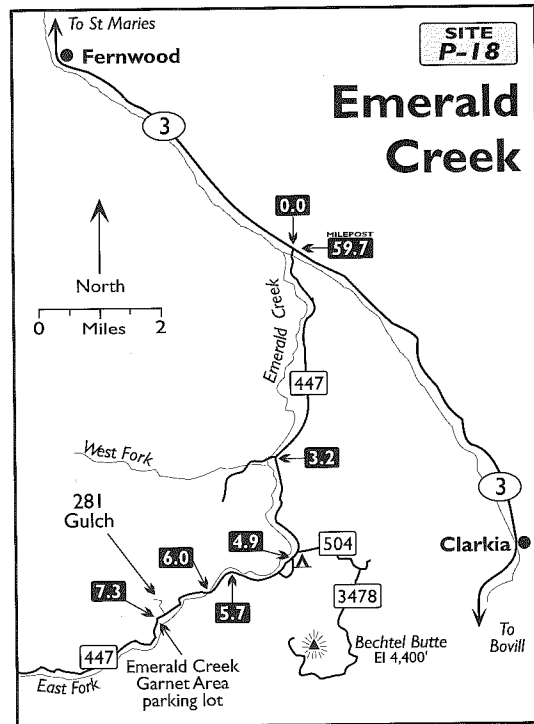 To St Maries
SITE
P-18
Fernwood
Emerald
Creek
3
0.0
MILEPOST
59.7
North
0 Miles 2
Emerald Creek
447
West Fork
3.2
3
281
Gulch
4.9
504
Clarkia
6.0
7.3
5.7
3478
To
Bovill
Bechtel Butte
El 4,400'
447
Emerald Creek
Garnet Area
parking lot
East Fork